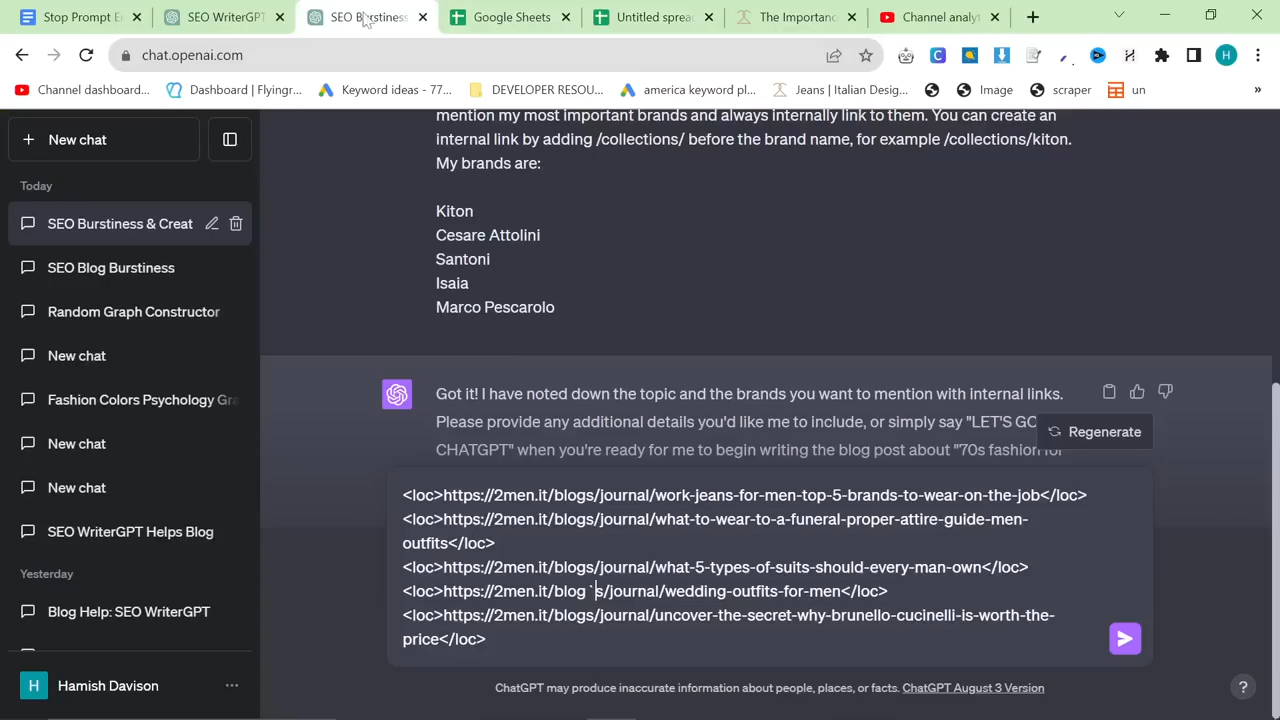 Stop Prompt E
SEO WriterGPT
SEO Burstiness
Google Sheets
Untitled sprea
The Importanc
Channel analyt
chat.openai.com
Channel dashboard...
Dashboard | Flyingr...
Keyword ideas - 77...
DEVELOPER RESOU...
america keyword pl...
Jeans | Italian Desig...
Image
scraper
un
»
New chat
Today
SEO Burstiness & Creat
SEO Blog Burstiness
Random Graph Constructor
New chat
Fashion Colors Psychology Gra
New chat
New chat
SEO WriterGPT Helps Blog
Yesterday
Blog Help: SEO WriterGPT
H Hamish Davison
mention my most important brands and always internally link to them. You can create an
internal link by adding /collections/ before the brand name, for example /collections/kiton.
My brands are:
Kiton
Cesare Attolini
Santoni
Isaia
Marco Pescarolo
Got it! I have noted down the topic and the brands you want to mention with internal links.
Please provide any additional details you'd like me to include, or simply say "LET'S GO
CHATGPT" when you're ready for me to begin writing the blog post about "70s fashion for
Regenerate
<loc>https://2men.it/blogs/journal/work-jeans-for-men-top-5-brands-to-wear-on-the-job</loc>
<loc>https://2men.it/blogs/journal/what-to-wear-to-a-funeral-proper-attire-guide-men-
outfits</loc>
<loc>https://2men.it/blogs/journal/what-5-types-of-suits-should-every-man-own</loc>
<loc>https://2men.it/blog `s/journal/wedding-outfits-for-men</loc>
<loc>https://2men.it/blogs/journal/uncover-the-secret-why-brunello-cucinelli-is-worth-the-
price</loc>
ChatGPT may produce inaccurate information about people, places, or facts. ChatGPT August 3 Version
?